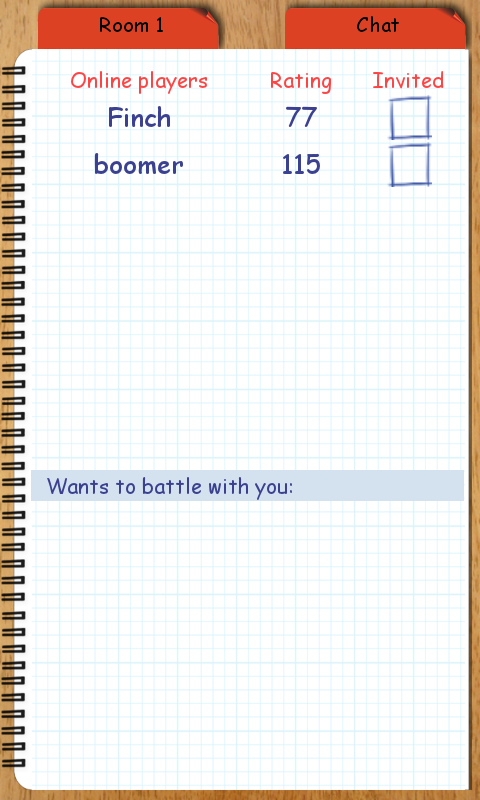 Room 1 Chat
Online players Rating Invited
Finch 77
boomer 115
Wants to battle with you: